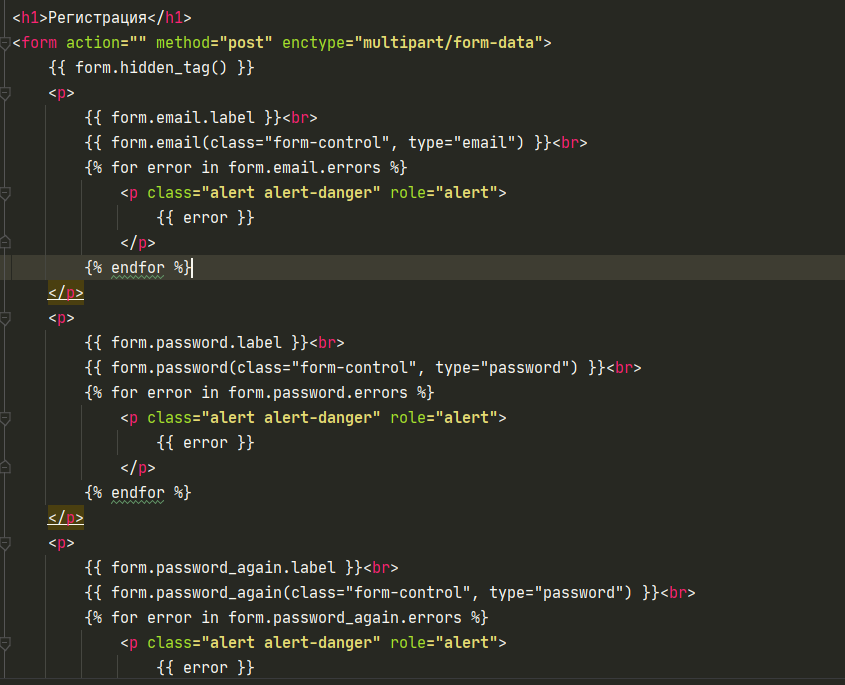 <h1>Регистрация</h1>
<form action="" method="post" enctype="multipart/form-data">
    {{ form.hidden_tag() }}
    <p>
        {{ form.email.label }}<br>
        {{ form.email(class="form-control", type="email") }}<br>
        {% for error in form.email.errors %}
            <p class="alert alert-danger" role="alert">
                {{ error }}
            </p>
        {% endfor %}
    </p>
    <p>
        {{ form.password.label }}<br>
        {{ form.password(class="form-control", type="password") }}<br>
        {% for error in form.password.errors %}
            <p class="alert alert-danger" role="alert">
                {{ error }}
            </p>
        {% endfor %}
    </p>
    <p>
        {{ form.password_again.label }}<br>
        {{ form.password_again(class="form-control", type="password") }}<br>
        {% for error in form.password_again.errors %}
            <p class="alert alert-danger" role="alert">
                {{ error }}